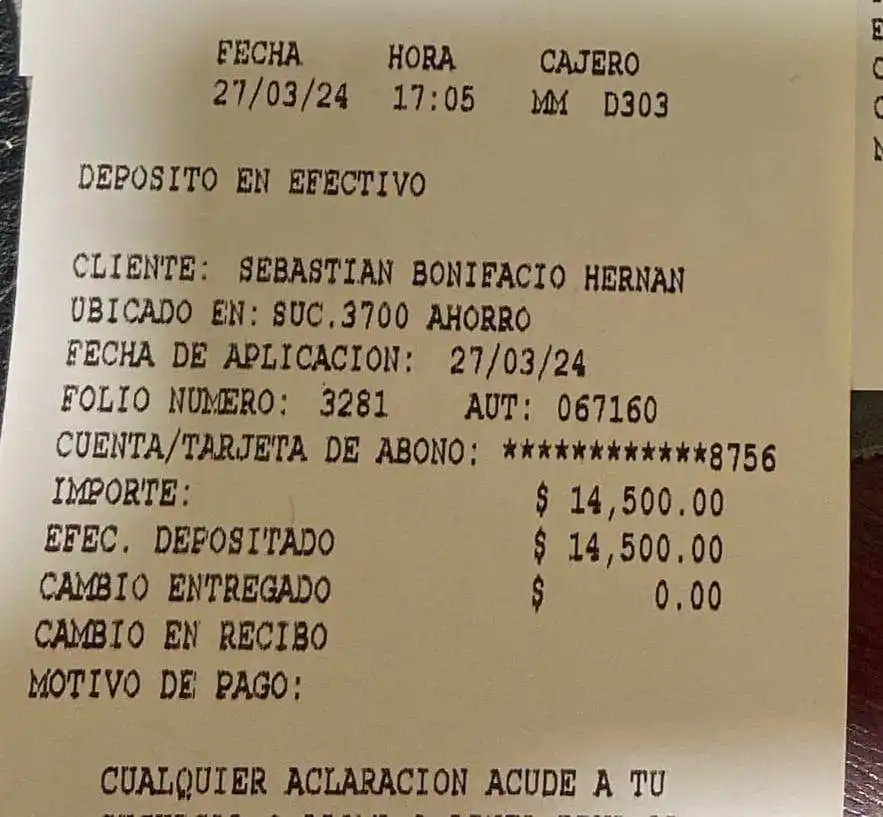 FECHA HORA CAJERO
27/03/24 17:05 MM D303
DEPOSITO EN EFECTIVO
CLIENTE: SEBASTIAN BONIFACIO HERNAN
UBICADO EN: SUC.3700 AHORRO
FECHA DE APLICACION: 27/03/24
FOLIO NUMERO: 3281 AUT: 067160
CUENTA/TARJETA DE ABONO: ************8756
IMPORTE: $ 14,500.00
EFEC. DEPOSITADO $ 14,500.00
CAMBIO ENTREGADO $ 0.00
CAMBIO EN RECIBO
MOTIVO DE PAGO:
CUALQUIER ACLARACION ACUDE A TU